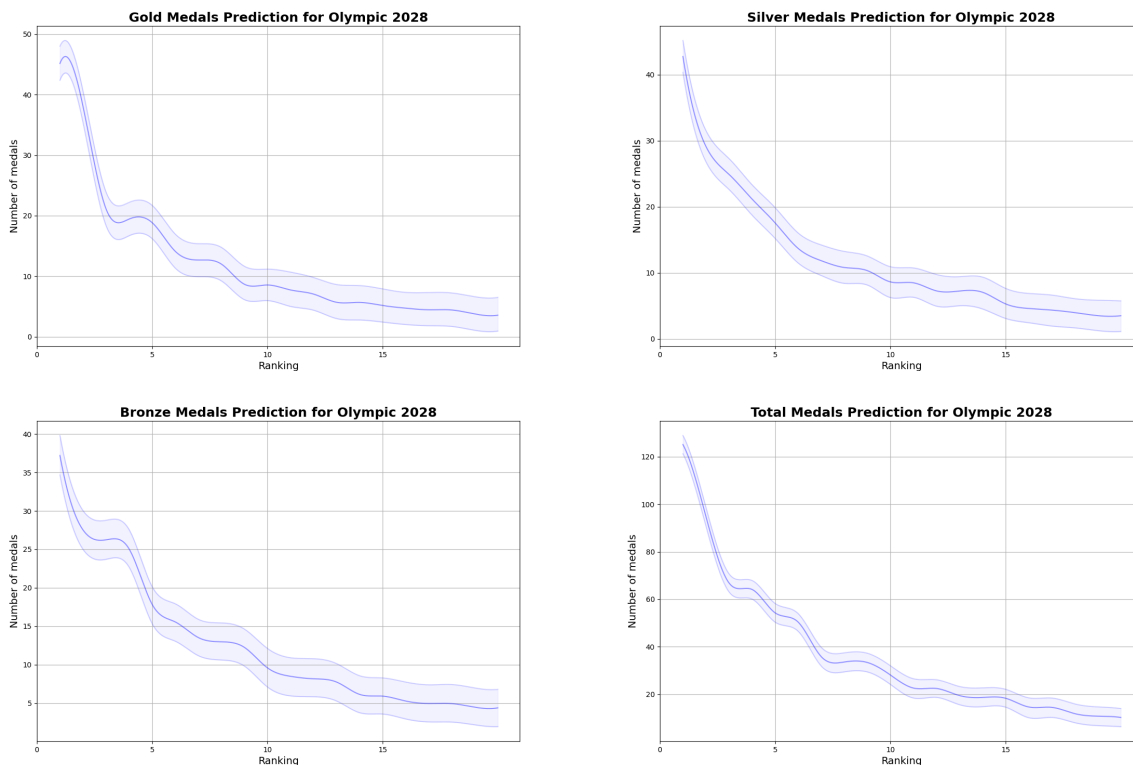 Gold Medals Prediction for Olympic 2028
50
40
30
20
10
0
Number of medals
0 5 10 15
Ranking
Silver Medals Prediction for Olympic 2028
40
30
20
10
0
Number of medals
0 5 10 15
Ranking
Bronze Medals Prediction for Olympic 2028
40
35
30
25
20
15
10
5
Number of medals
0 5 10 15
Ranking
Total Medals Prediction for Olympic 2028
120
100
80
60
40
20
Number of medals
0 5 10 15
Ranking